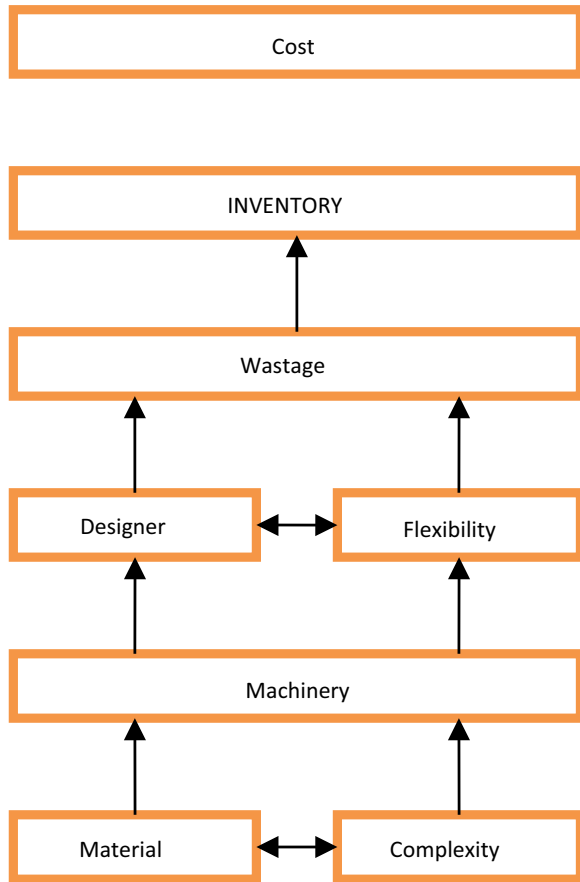 Cost
INVENTORY
Wastage
Designer
Flexibility
Machinery
Material
Complexity